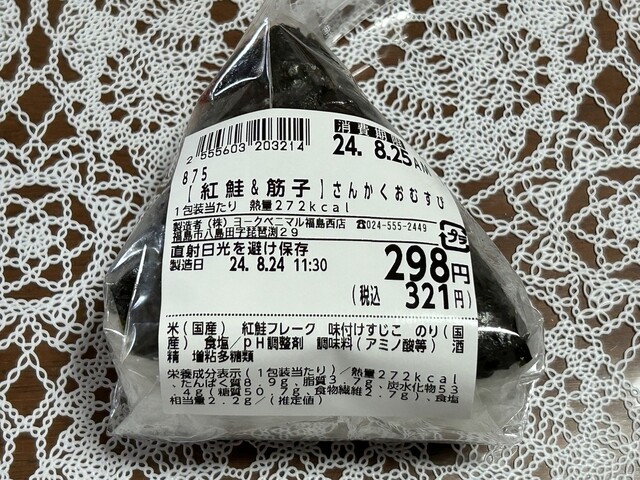 消費期限
24. 8.25 AM
2 555603 203214
875
【紅鮭&筋子】さんかくおむすび
1包装当たり 熱量272kcal
製造者(株)ヨークベニマル福島西店 ☎024-555-2449
福島市八島田字琵琶渕29
直射日光を避け保存
製造日 24. 8.24 11:30
プラ
298円
(税込 321円)
米(国産) 紅鮭フレーク 味付けすじこ のり(国
産) 食塩/pH調整剤 調味料(アミノ酸等) 酒
精 増粘多糖類
栄養成分表示(1包装当たり)/熱量272kcal
、たんぱく質8.9g、脂質3.7g、炭水化物53
.4g(糖質50.7g、食物繊維2.7g)、食塩
相当量2.2g/(推定値)